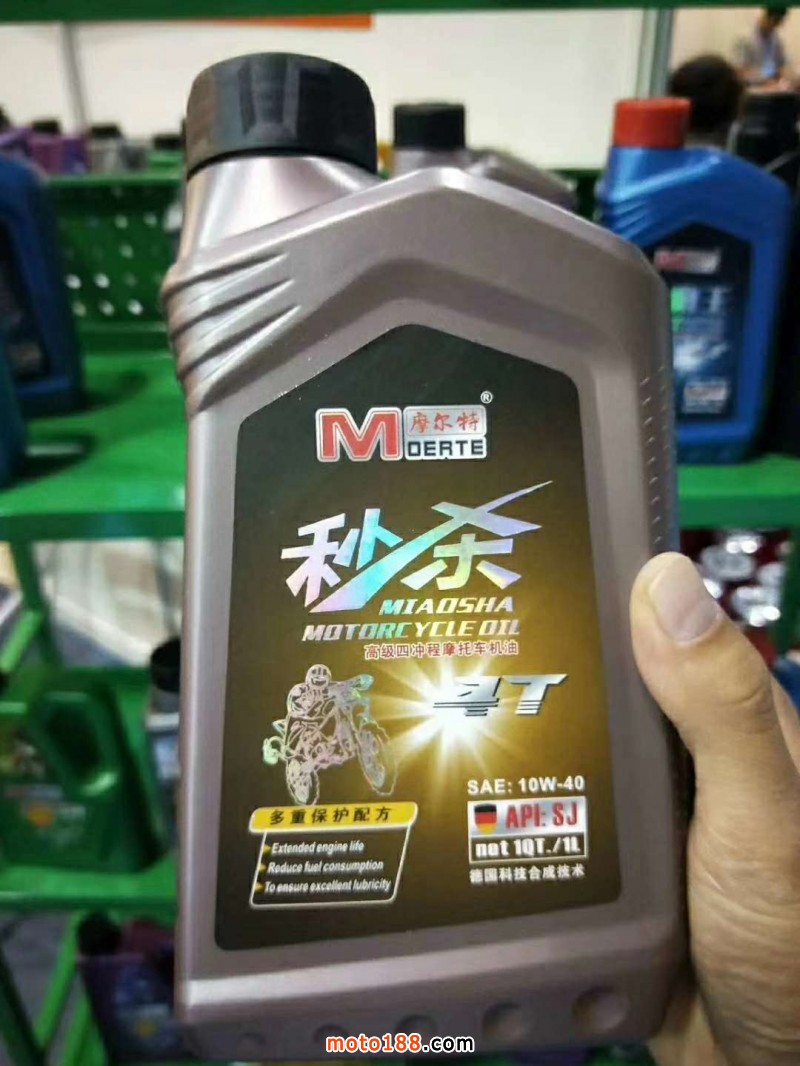 M摩尔特®
OERTE
秒杀
MIAOSHA
MOTORCYCLE OIL
高级四冲程摩托车机油
4T
SAE: 10W-40
API: SJ
net 1QT./1L
德国科技合成技术
多重保护配方
Extended engine life
Reduce fuel consumption
To ensure excellent lubricity
moto188.com